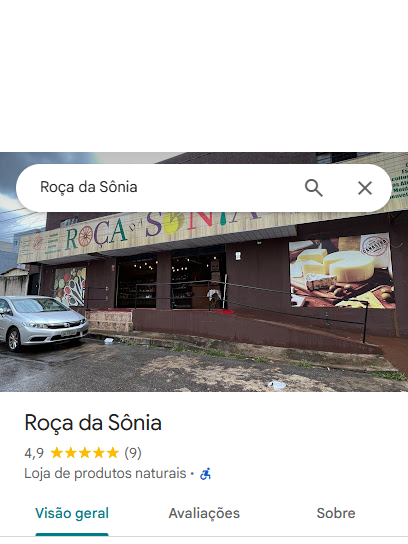 Roça da Sônia
ROÇA DA SÔNIA
Roça da Sônia
4,9 (9)
Loja de produtos naturais •
Visão geral Avaliações Sobre